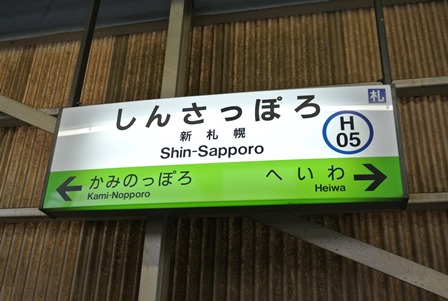 札
しんさっぽろ
新札幌
Shin-Sapporo
H
05
かみのっぽろ
Kami-Nopporo
へいわ
Heiwa